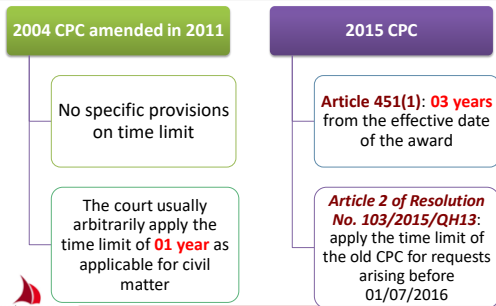 2004 CPC amended in 2011
No specific provisions
on time limit
The court usually
arbitrarily apply the
time limit of 01 year as
applicable for civil
matter
2015 CPC
Article 451(1): 03 years
from the effective date
of the award
Article 2 of Resolution
No. 103/2015/QH13:
apply the time limit of
the old CPC for requests
arising before
01/07/2016